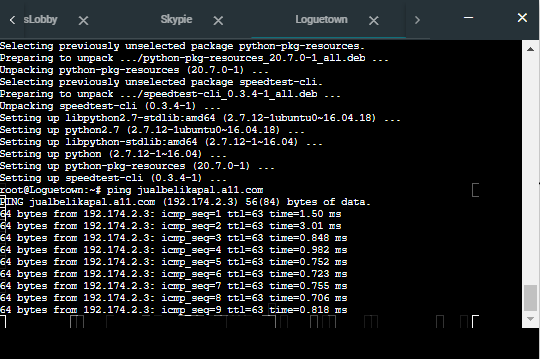 sLobby Skypie Loguetown
Selecting previously unselected package python-pkg-resources.
Preparing to unpack .../python-pkg-resources_20.7.0-1_all.deb ...
Unpacking python-pkg-resources (20.7.0-1) ...
Selecting previously unselected package speedtest-cli.
Preparing to unpack .../speedtest-cli_0.3.4-1_all.deb ...
Unpacking speedtest-cli (0.3.4-1) ...
Setting up libpython2.7-stdlib:amd64 (2.7.12-1ubuntu0~16.04.18) ...
Setting up python2.7 (2.7.12-1ubuntu0~16.04.18) ...
Setting up libpython-stdlib:amd64 (2.7.12-1~16.04) ...
Setting up python (2.7.12-1~16.04) ...
Setting up python-pkg-resources (20.7.0-1) ...
Setting up speedtest-cli (0.3.4-1) ...
root@Loguetown:~# ping jualbelikapal.a11.com
PING jualbelikapal.a11.com (192.174.2.3) 56(84) bytes of data.
64 bytes from 192.174.2.3: icmp_seq=1 ttl=63 time=1.50 ms
64 bytes from 192.174.2.3: icmp_seq=2 ttl=63 time=3.01 ms
64 bytes from 192.174.2.3: icmp_seq=3 ttl=63 time=0.848 ms
64 bytes from 192.174.2.3: icmp_seq=4 ttl=63 time=0.982 ms
64 bytes from 192.174.2.3: icmp_seq=5 ttl=63 time=0.752 ms
64 bytes from 192.174.2.3: icmp_seq=6 ttl=63 time=0.723 ms
64 bytes from 192.174.2.3: icmp_seq=7 ttl=63 time=0.755 ms
64 bytes from 192.174.2.3: icmp_seq=8 ttl=63 time=0.706 ms
64 bytes from 192.174.2.3: icmp_seq=9 ttl=63 time=0.818 ms